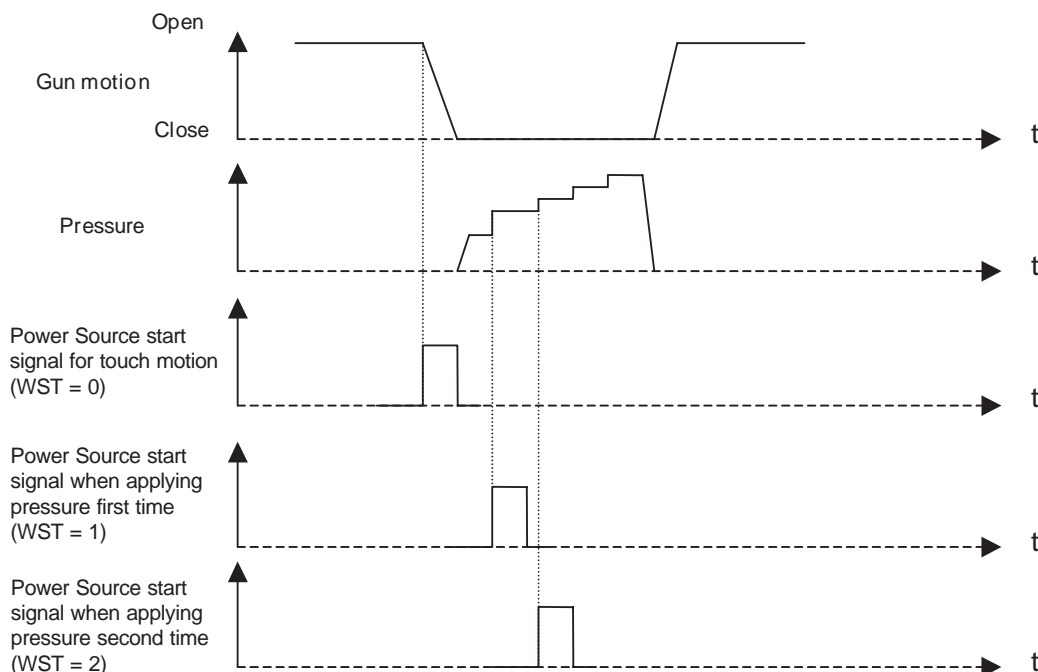 Open
Gun motion
Close
t
Pressure
t
Power Source start
signal for touch motion
(WST = 0)
t
Power Source start
signal when applying
pressure first time
(WST = 1)
t
Power Source start
signal when applying
pressure second time
(WST = 2)
t